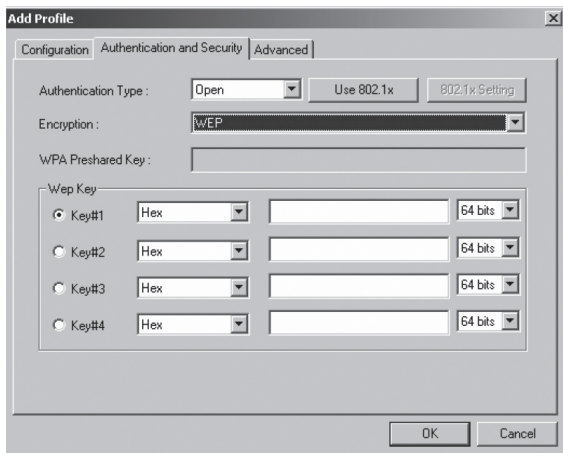 Add Profile
Configuration Authentication and Security Advanced
Authentication Type : Open Use 802.1x 802.1x Setting
Encryption : WEP
WPA Preshared Key :
Wep Key
Key#1 Hex 64 bits
Key#2 Hex 64 bits
Key#3 Hex 64 bits
Key#4 Hex 64 bits
OK Cancel